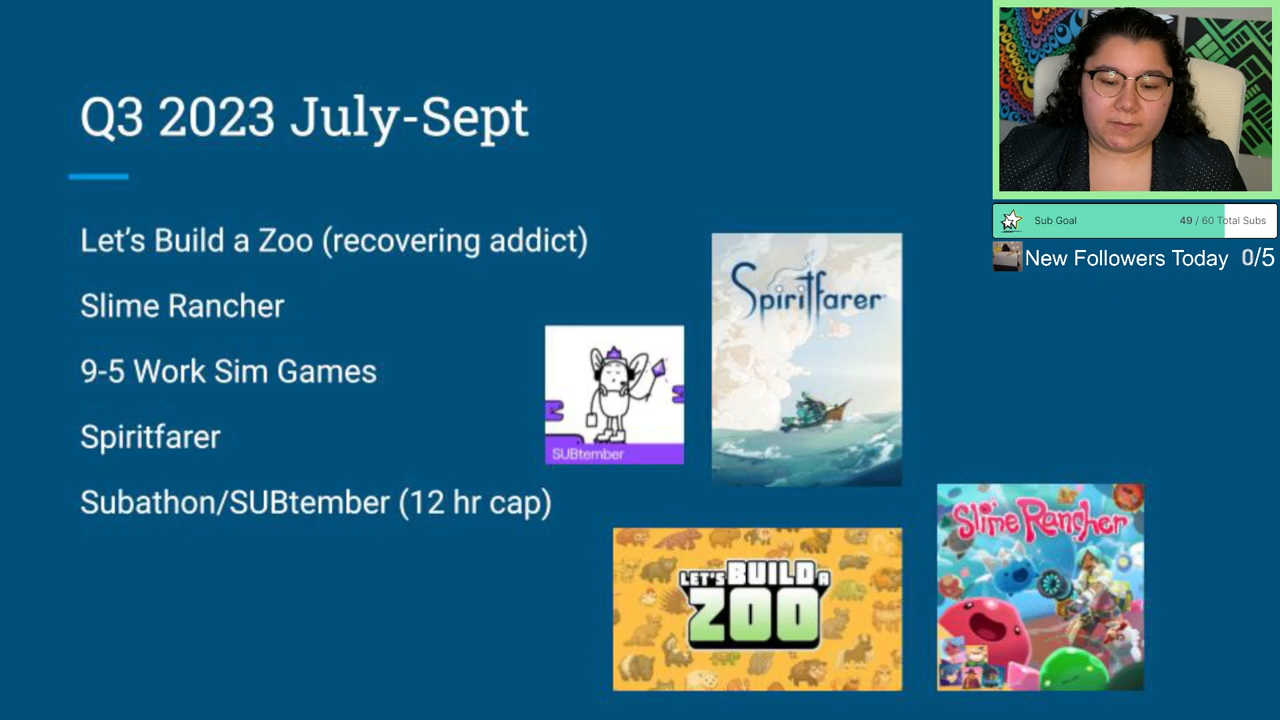 Q3 2023 July-Sept
Let's Build a Zoo (recovering addict)
Slime Rancher
9-5 Work Sim Games
Spiritfarer
Subathon/SUBtember (12 hr cap)
SUBtember
Spiritfarer
LET'S BUILD A
ZOO
Slime Rancher
Sub Goal
49 / 60 Total Subs
New Followers Today 0/5